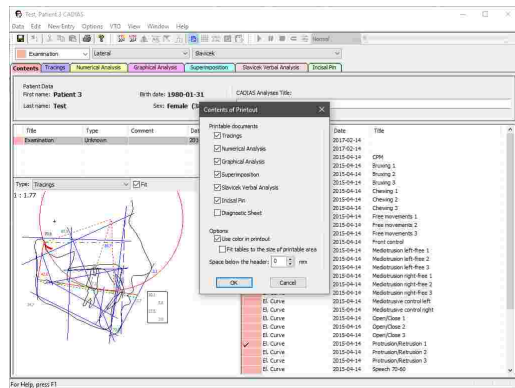 Test, Patient 3 CADIAS
Data Edit New Entry Options VTO View Window Help
Normal
Examination Lateral Slavicek
Contents Tracings Numerical Analysis Graphical Analysis Superimposition Slavicek Verbal Analysis Incisal Pin
Patient Data
First name: Patient 3 Birth date: 1980-01-31 CADIAS Analyses Title:
Last name: Test Sex: female
Title Type Comment
Examination Unknown
Type: Tracings Fit
1 : 1.77
Contents of Printout
Printable documents
Tracings
Numerical Analysis
Graphical Analysis
Superimposition
Slavicek Verbal Analysis
Incisal Pin
Diagnostic Sheet
Options
Use color in printout
Fit tables to the size of printable area
Space below the header: 0 mm
OK Cancel
Date Title
2017-02-14
2017-02-14
2015-04-14 CPM
2015-04-14 Bruxing 1
2015-04-14 Bruxing 2
2015-04-14 Bruxing 3
2015-04-14 Chewing 1
2015-04-14 Chewing 2
2015-04-14 Chewing 3
2015-04-14 Free movements 1
2015-04-14 Free movements 2
2015-04-14 Free movements 3
2015-04-14 Front control
2015-04-14 Mediotrusion left-free 1
2015-04-14 Mediotrusion left-free 2
2015-04-14 Mediotrusion left-free 3
2015-04-14 Mediotrusion right-free 1
2015-04-14 Mediotrusion right-free 2
2015-04-14 Mediotrusion right-free 3
El. Curve 2015-04-14 Mediotrusive control left
El. Curve 2015-04-14 Mediotrusive control right
El. Curve 2015-04-14 Open/Close 1
El. Curve 2015-04-14 Open/Close 2
El. Curve 2015-04-14 Open/Close 3
El. Curve 2015-04-14 Protrusion/Retrusion 1
El. Curve 2015-04-14 Protrusion/Retrusion 2
El. Curve 2015-04-14 Protrusion/Retrusion 3
El. Curve 2015-04-14 Speech 70-60
For Help, press F1